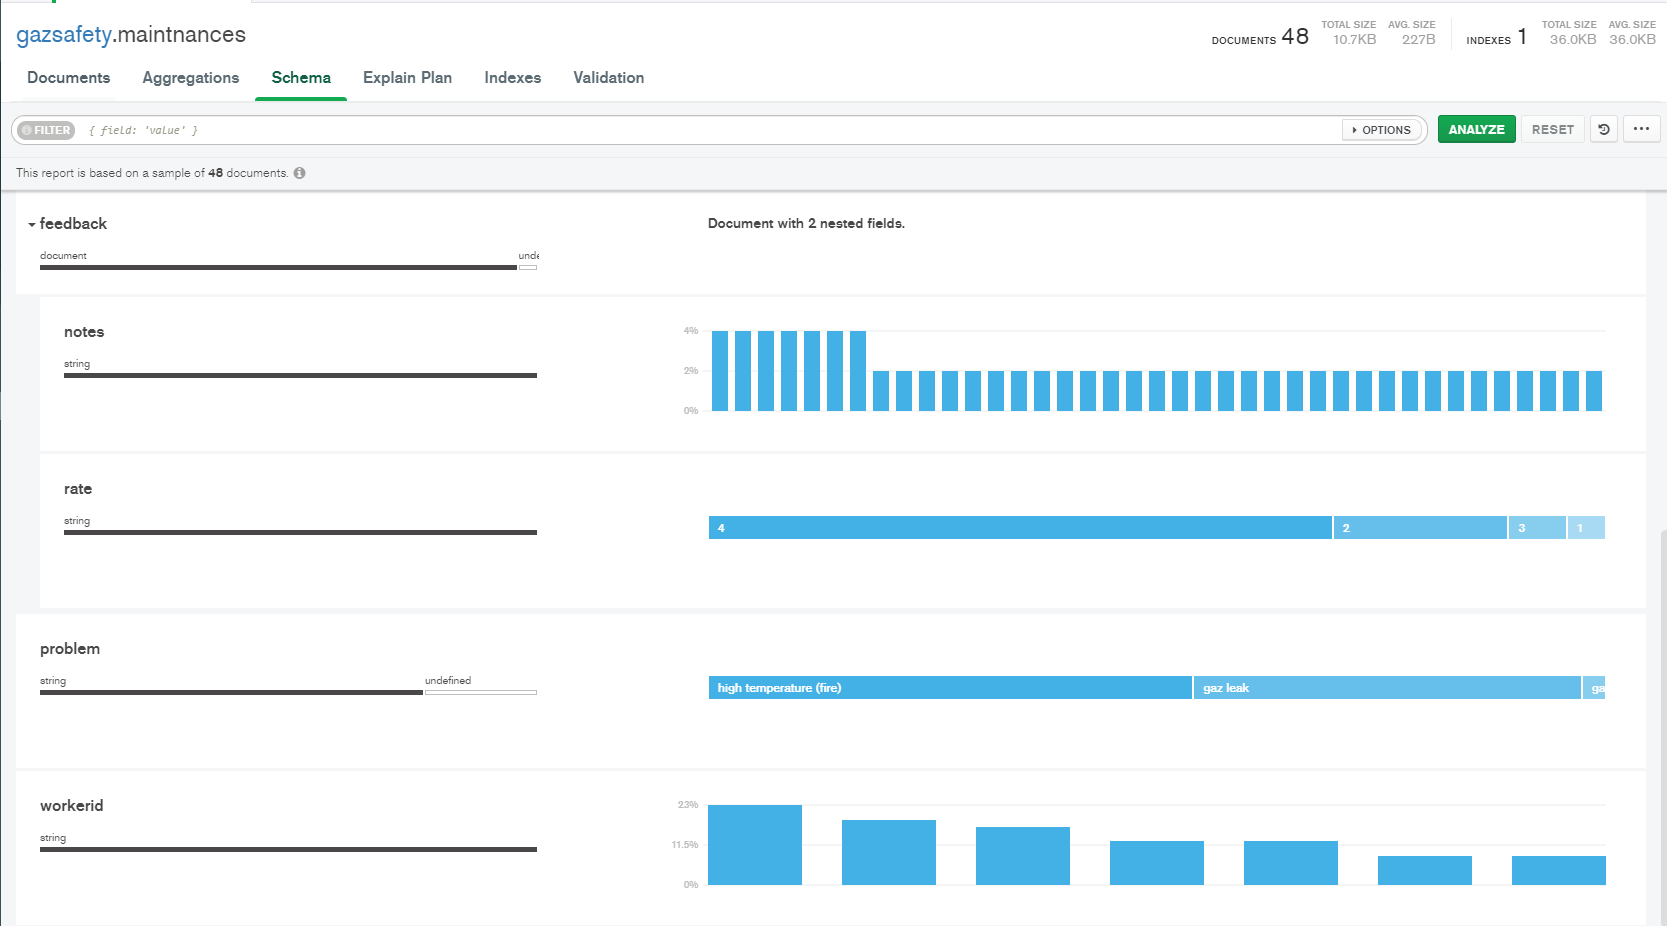 gazsafety.maintnances
DOCUMENTS 48 TOTAL SIZE 10.7KB AVG. SIZE 227B INDEXES 1 TOTAL SIZE 36.0KB AVG. SIZE 36.0KB
Documents Aggregations Schema Explain Plan Indexes Validation
FILTER { field: 'value' } OPTIONS ANALYZE RESET
This report is based on a sample of 48 documents.
feedback Document with 2 nested fields.
document unde
notes
string
4%
2%
0%
rate
string
4 2 3 1
problem
string undefined
high temperature (fire) gaz leak ga
workerid
string
23%
11.5%
0%